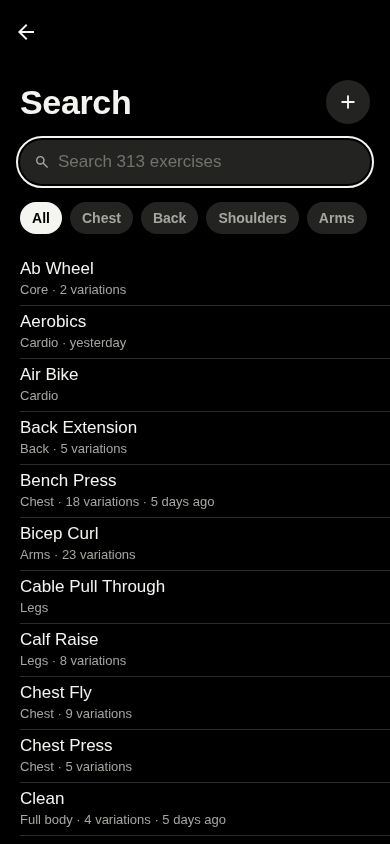 Search
Search 313 exercises
All Chest Back Shoulders Arms
Ab Wheel
Core · 2 variations
Aerobics
Cardio · yesterday
Air Bike
Cardio
Back Extension
Back · 5 variations
Bench Press
Chest · 18 variations · 5 days ago
Bicep Curl
Arms · 23 variations
Cable Pull Through
Legs
Calf Raise
Legs · 8 variations
Chest Fly
Chest · 9 variations
Chest Press
Chest · 5 variations
Clean
Full body · 4 variations · 5 days ago